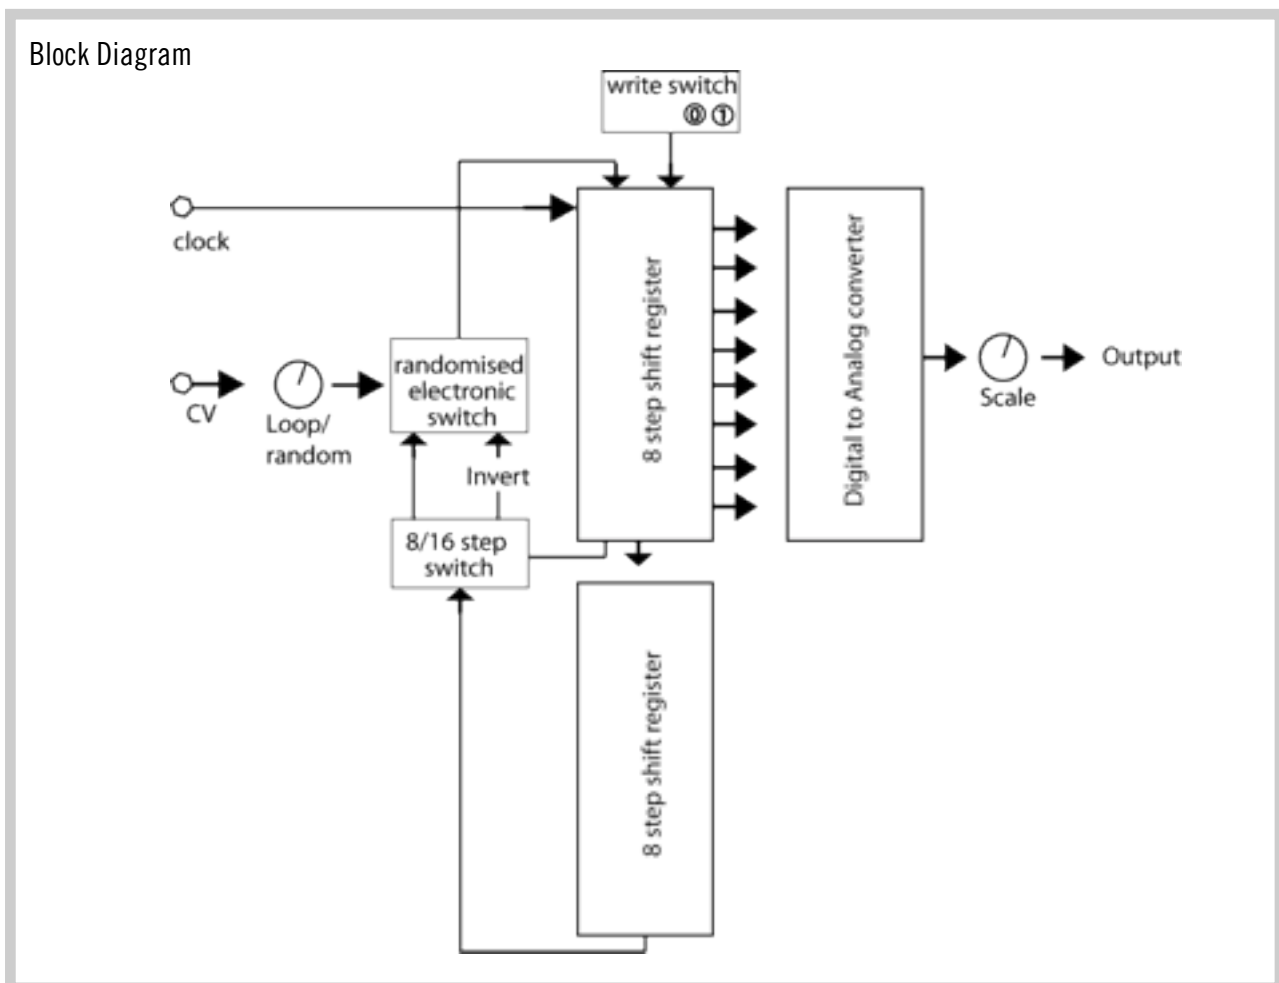 Block Diagram
write switch
⓪ ①
clock
8 step shift register
Digital to Analog converter
randomised
electronic
switch
CV
Loop/
random
Output
Scale
Invert
8/16 step
switch
8 step shift register